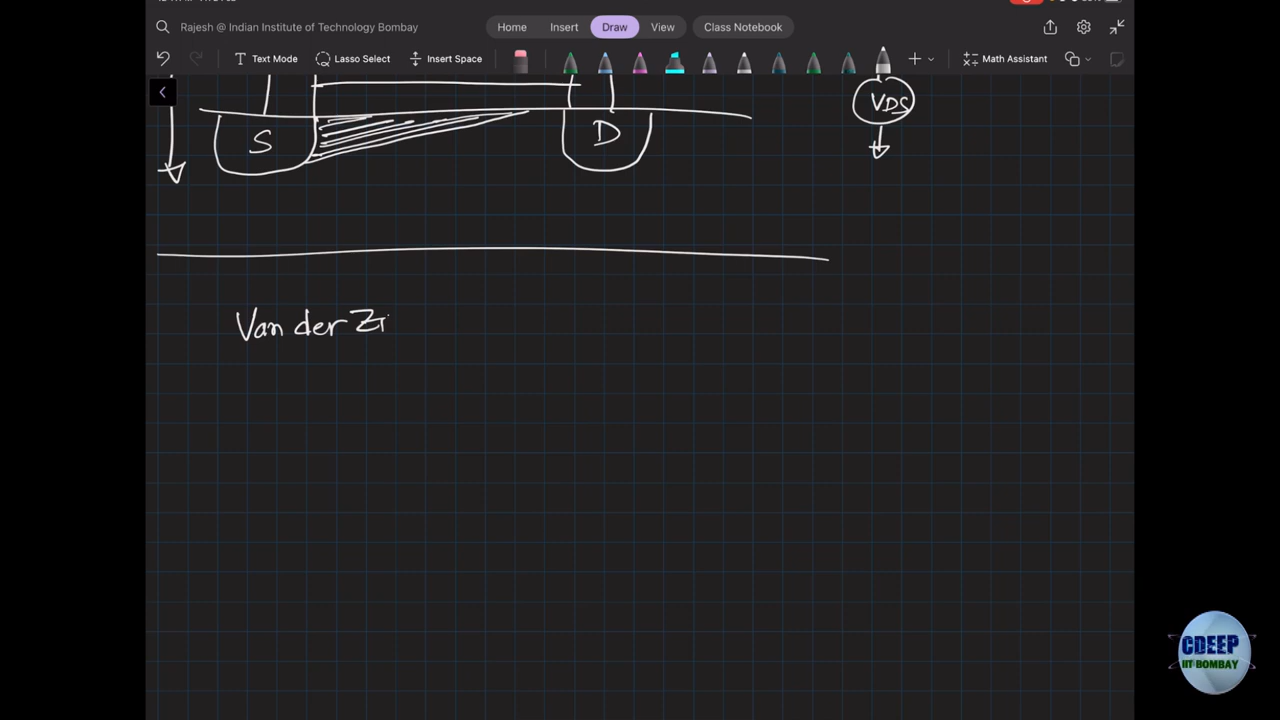 Rajesh @ Indian Institute of Technology Bombay
Home Insert Draw View Class Notebook
Text Mode Lasso Select Insert Space Math Assistant
S D VDS
Van der Zi
CDEEP
IIT BOMBAY